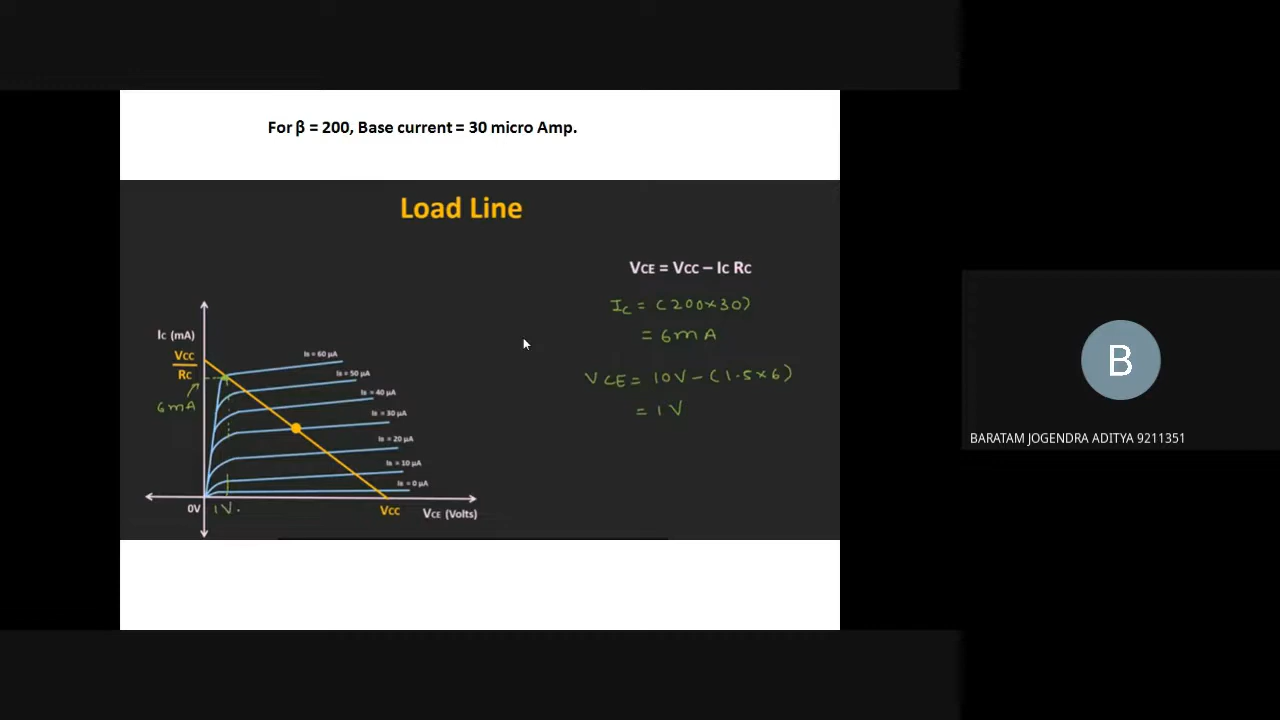 For β = 200, Base current = 30 micro Amp.
Load Line
VCE = VCC – IC RC
IC = (200×30)
= 6mA
VCE = 10V – (1.5×6)
= 1V
IC (mA)
VCC
RC
6mA
IB = 60 µA
IB = 50 µA
IB = 40 µA
IB = 30 µA
IB = 20 µA
IB = 10 µA
IB = 0 µA
0V
1V.
VCC
VCE (Volts)
B
BARATAM JOGENDRA ADITYA 9211351